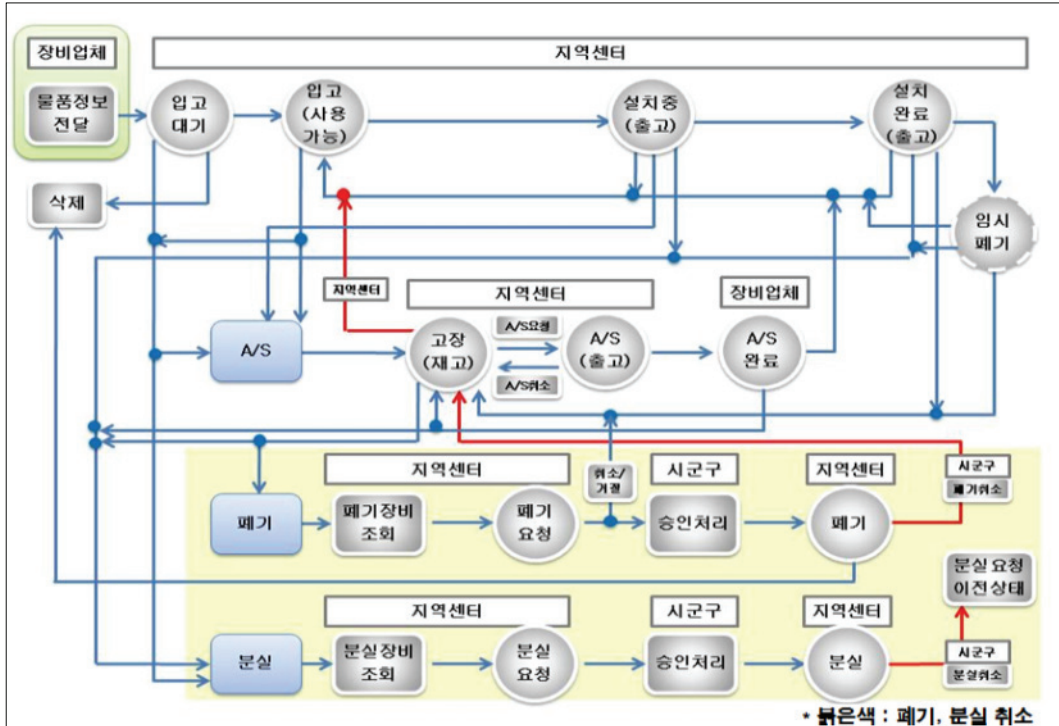 장비업체
지역센터
물품정보
전달
입고
대기
입고
(사용
가능)
설치중
(출고)
설치
완료
(출고)
삭제
임시
폐기
지역센터
지역센터
장비업체
A/S
고장
(재고)
A/S요청
A/S취소
A/S
(출고)
A/S
완료
지역센터
취소/
거절
시군구
지역센터
시군구
폐기취소
폐기
폐기장비
조회
폐기
요청
승인처리
폐기
분실요청
이전상태
지역센터
시군구
지역센터
분실
분실장비
조회
분실
요청
승인처리
분실
시군구
분실취소
* 붉은색 : 폐기, 분실 취소